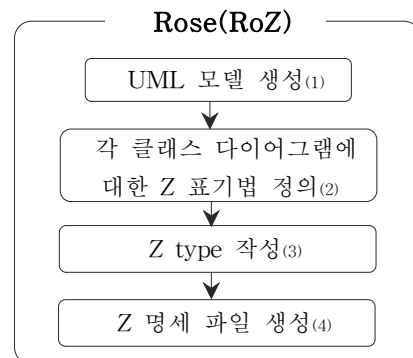 Rose(RoZ)
UML 모델 생성(1)
각 클래스 다이어그램에
대한 Z 표기법 정의(2)
Z type 작성(3)
Z 명세 파일 생성(4)